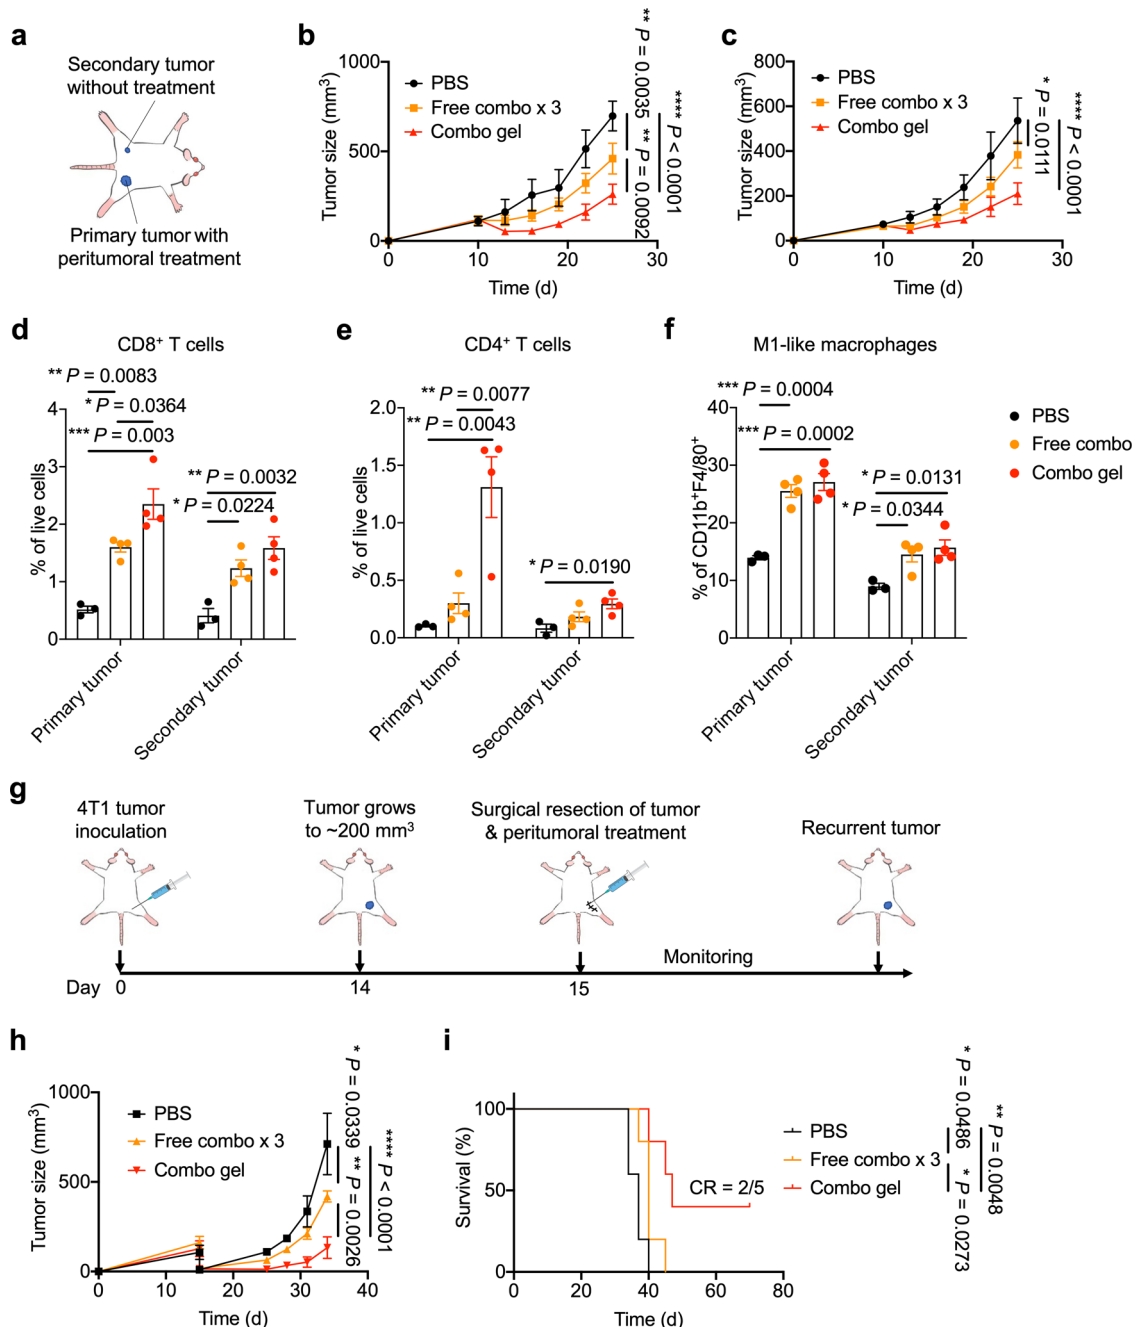 a
Secondary tumor
without treatment
Primary tumor with
peritumoral treatment
b
Tumor size (mm³)
1000
500
0
0
10
20
30
Time (d)
PBS
Free combo x 3
Combo gel
** P = 0.0035
** P = 0.0092
**** P < 0.0001
c
Tumor size (mm³)
800
600
400
200
0
0
10
20
30
Time (d)
PBS
Free combo x 3
Combo gel
* P = 0.0111
**** P < 0.0001
d
CD8⁺ T cells
** P = 0.0083
* P = 0.0364
*** P = 0.003
** P = 0.0032
* P = 0.0224
% of live cells
4
3
2
1
0
Primary tumor
Secondary tumor
e
CD4⁺ T cells
** P = 0.0077
** P = 0.0043
* P = 0.0190
% of live cells
2.0
1.5
1.0
0.5
0.0
Primary tumor
Secondary tumor
f
M1-like macrophages
*** P = 0.0004
*** P = 0.0002
* P = 0.0131
* P = 0.0344
% of CD11b⁺F4/80⁺
40
30
20
10
0
Primary tumor
Secondary tumor
PBS
Free combo
Combo gel
g
4T1 tumor
inoculation
Tumor grows
to ~200 mm³
Surgical resection of tumor
& peritumoral treatment
Recurrent tumor
Monitoring
Day
0
14
15
h
Tumor size (mm³)
1000
500
0
0
10
20
30
40
Time (d)
PBS
Free combo x 3
Combo gel
* P = 0.0339
** P = 0.0026
**** P < 0.0001
i
Survival (%)
100
50
0
0
20
40
60
80
Time (d)
CR = 2/5
PBS
Free combo x 3
Combo gel
* P = 0.0486
* P = 0.0273
** P = 0.0048